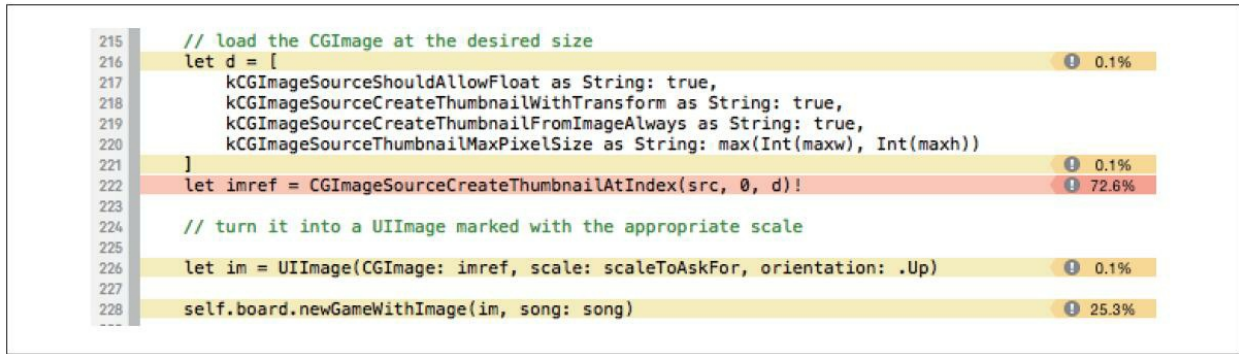 215 // load the CGImage at the desired size
216 let d = [ 0.1%
217 kCGImageSourceShouldAllowFloat as String: true,
218 kCGImageSourceCreateThumbnailWithTransform as String: true,
219 kCGImageSourceCreateThumbnailFromImageAlways as String: true,
220 kCGImageSourceThumbnailMaxPixelSize as String: max(Int(maxw), Int(maxh))
221 ] 0.1%
222 let imref = CGImageSourceCreateThumbnailAtIndex(src, 0, d)! 72.6%
223
224 // turn it into a UIImage marked with the appropriate scale
225
226 let im = UIImage(CGImage: imref, scale: scaleToAskFor, orientation: .Up) 0.1%
227
228 self.board.newGameWithImage(im, song: song) 25.3%